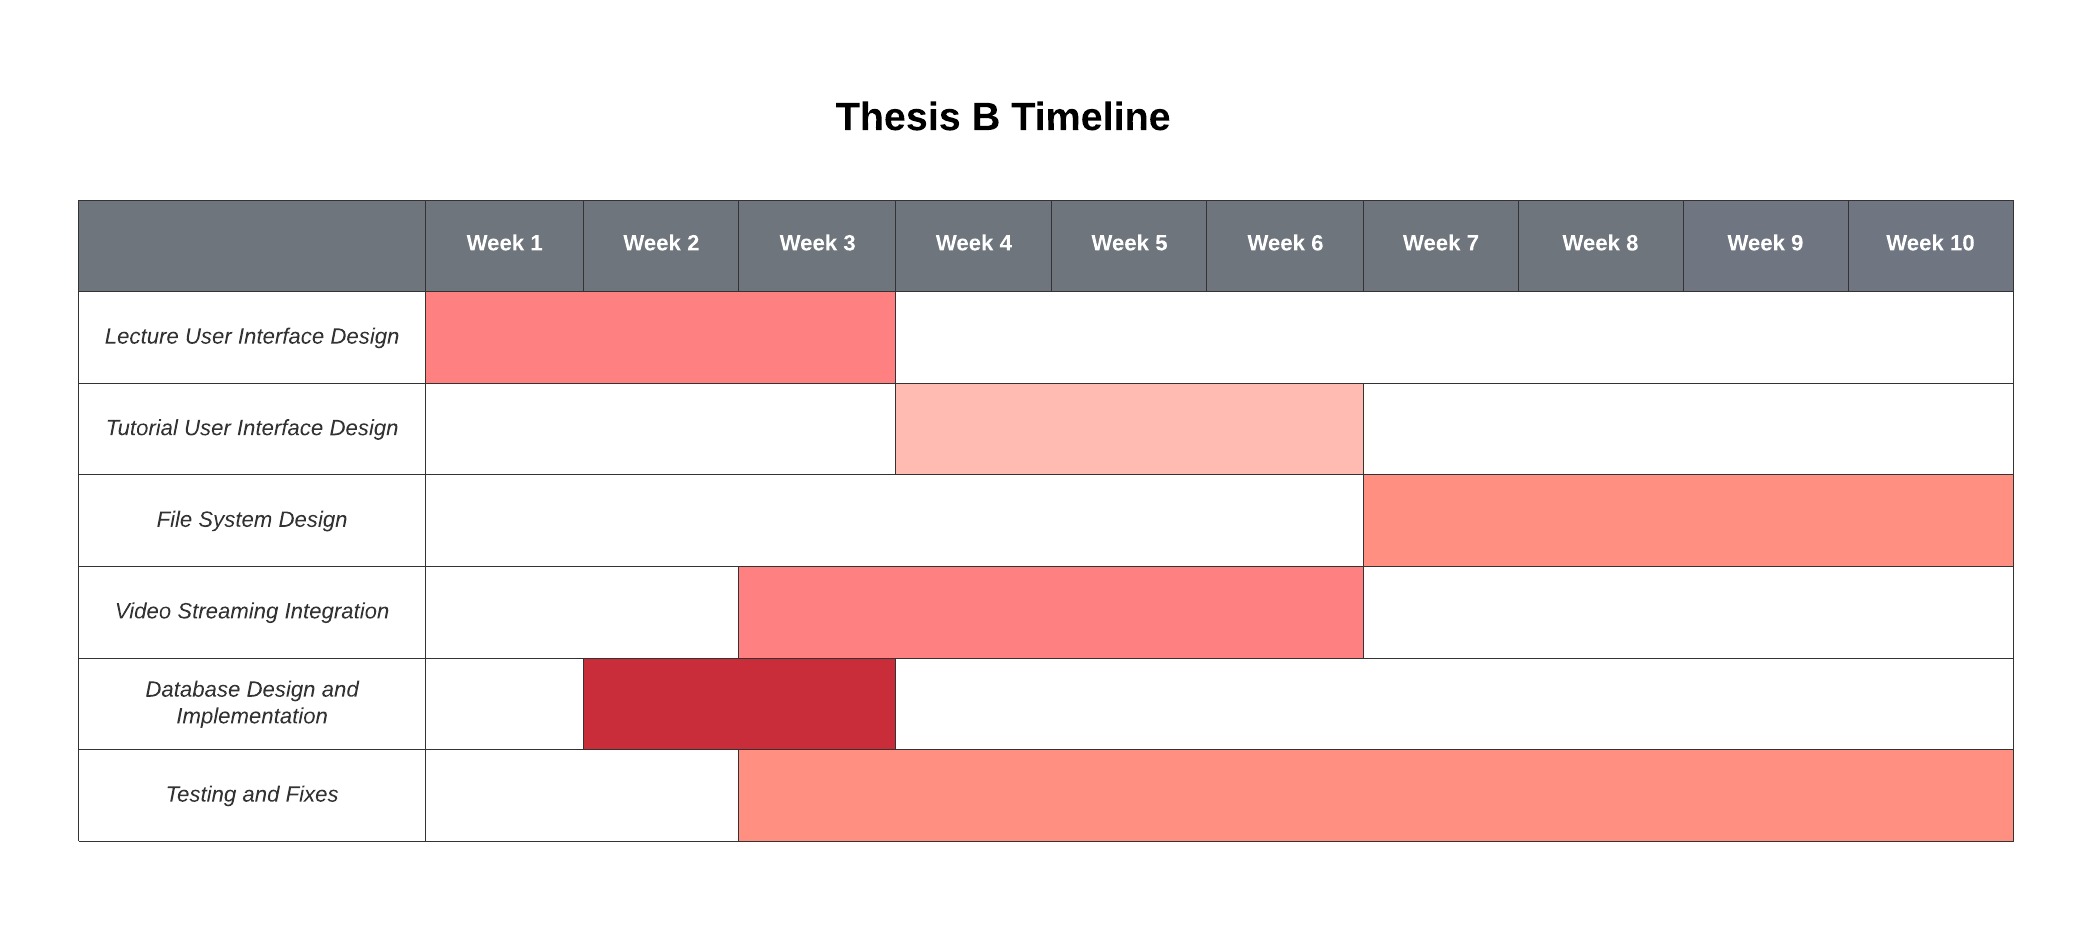 Thesis B Timeline
Week 1 Week 2 Week 3 Week 4 Week 5 Week 6 Week 7 Week 8 Week 9 Week 10
Lecture User Interface Design
Tutorial User Interface Design
File System Design
Video Streaming Integration
Database Design and
Implementation
Testing and Fixes